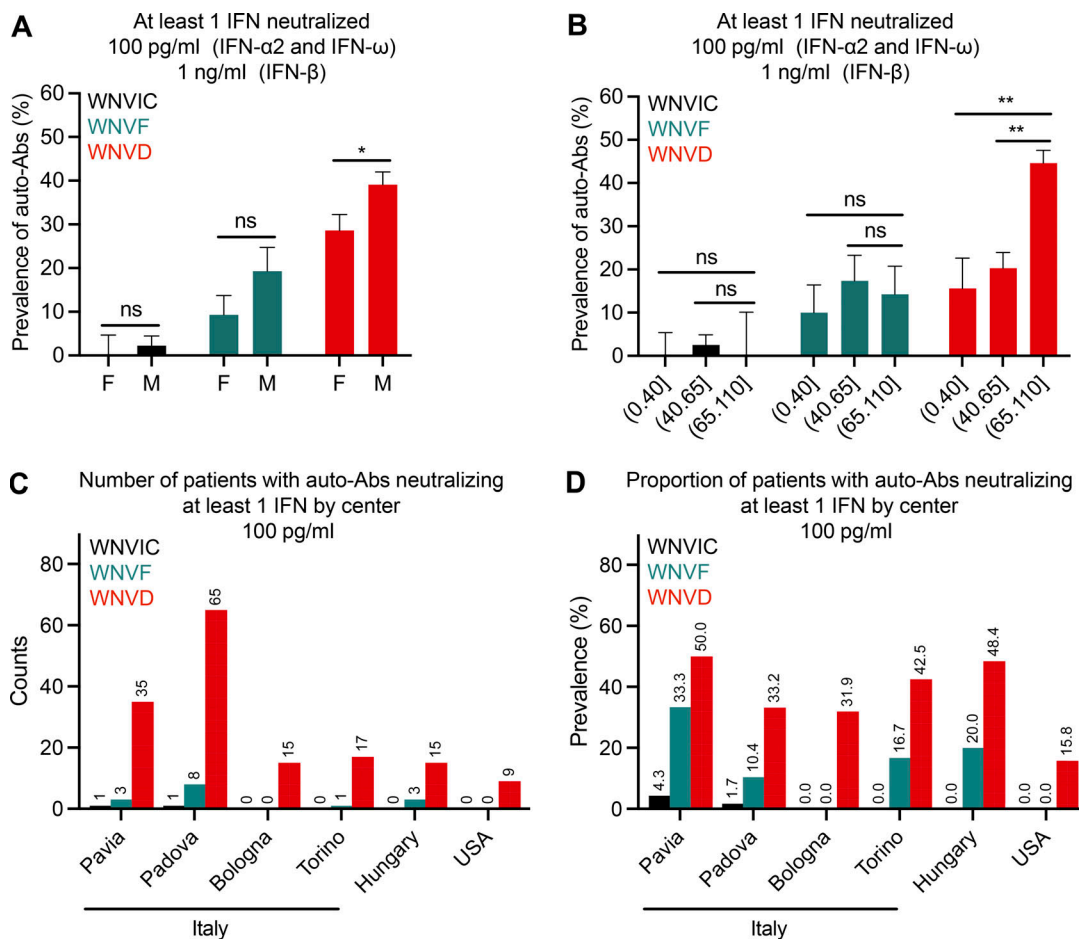 A
At least 1 IFN neutralized
100 pg/ml (IFN-α2 and IFN-ω)
1 ng/ml (IFN-β)
Prevalence of auto-Abs (%)
60
50
40
30
20
10
0
WNVIC
WNVF
WNVD
ns
ns
*
F
M
F
M
F
M
B
At least 1 IFN neutralized
100 pg/ml (IFN-α2 and IFN-ω)
1 ng/ml (IFN-β)
Prevalence of auto-Abs (%)
60
50
40
30
20
10
0
WNVIC
WNVF
WNVD
ns
ns
ns
ns
**
**
(0.40]
(40.65]
(65.110]
(0.40]
(40.65]
(65.110]
(0.40]
(40.65]
(65.110]
C
Number of patients with auto-Abs neutralizing
at least 1 IFN by center
100 pg/ml
Counts
80
60
40
20
0
WNVIC
WNVF
WNVD
1
3
35
1
8
65
0
0
15
0
1
17
0
3
15
0
0
9
Pavia
Padova
Bologna
Torino
Hungary
USA
Italy
D
Proportion of patients with auto-Abs neutralizing
at least 1 IFN by center
100 pg/ml
Prevalence (%)
80
60
40
20
0
WNVIC
WNVF
WNVD
4.3
33.3
50.0
1.7
10.4
33.2
0.0
0.0
31.9
0.0
16.7
42.5
0.0
20.0
48.4
0.0
0.0
15.8
Pavia
Padova
Bologna
Torino
Hungary
USA
Italy